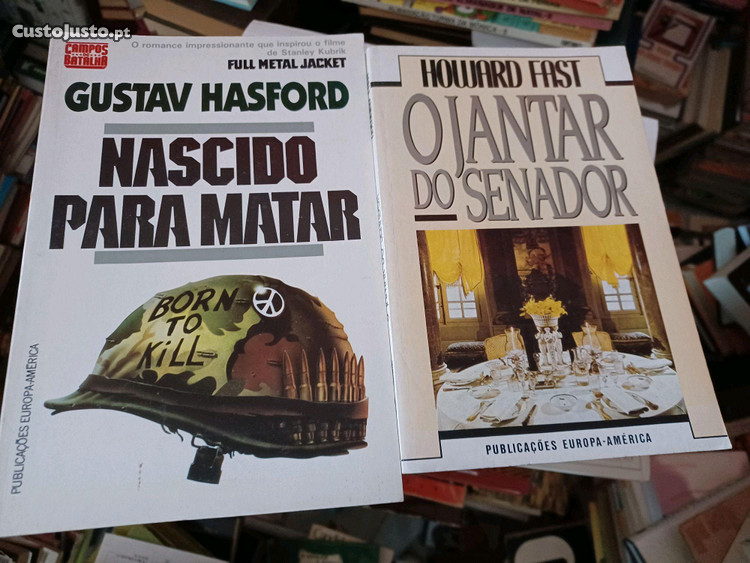 CustoJusto.pt
CAMPOS
DE
BATALHA
O romance impressionante que inspirou o filme
de Stanley Kubrik
FULL METAL JACKET
GUSTAV HASFORD
NASCIDO
PARA MATAR
BORN
TO
KILL
PUBLICAÇÕES EUROPA-AMÉRICA
HOWARD FAST
O JANTAR
DO SENADOR
PUBLICAÇÕES EUROPA-AMÉRICA